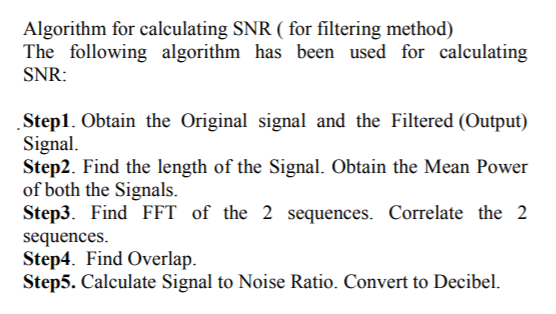 Algorithm for calculating SNR ( for filtering method)
The following algorithm has been used for calculating
SNR:
.Step1. Obtain the Original signal and the Filtered (Output)
Signal.
Step2. Find the length of the Signal. Obtain the Mean Power
of both the Signals.
Step3. Find FFT of the 2 sequences. Correlate the 2
sequences.
Step4. Find Overlap.
Step5. Calculate Signal to Noise Ratio. Convert to Decibel.